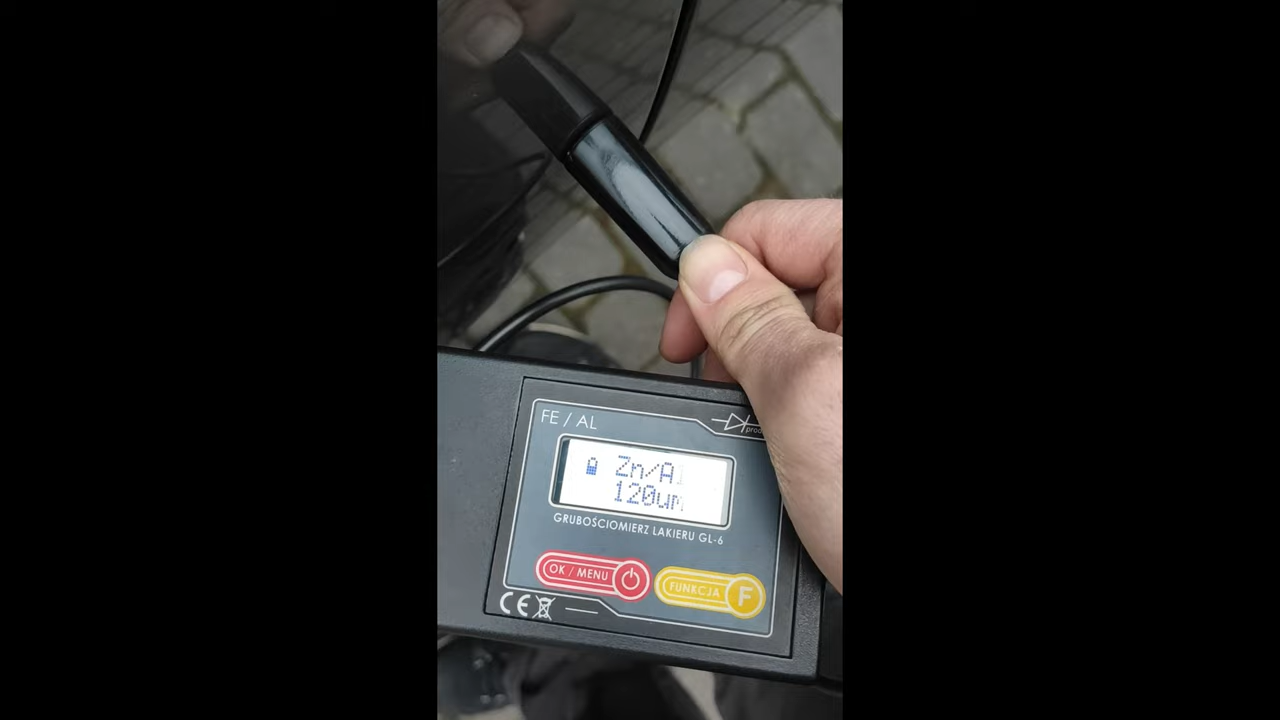 FE / AL
Zn/Al
120um
GRUBOŚCIOMIERZ LAKIERU GL-6
OK / MENU
FUNKCJA F
CE